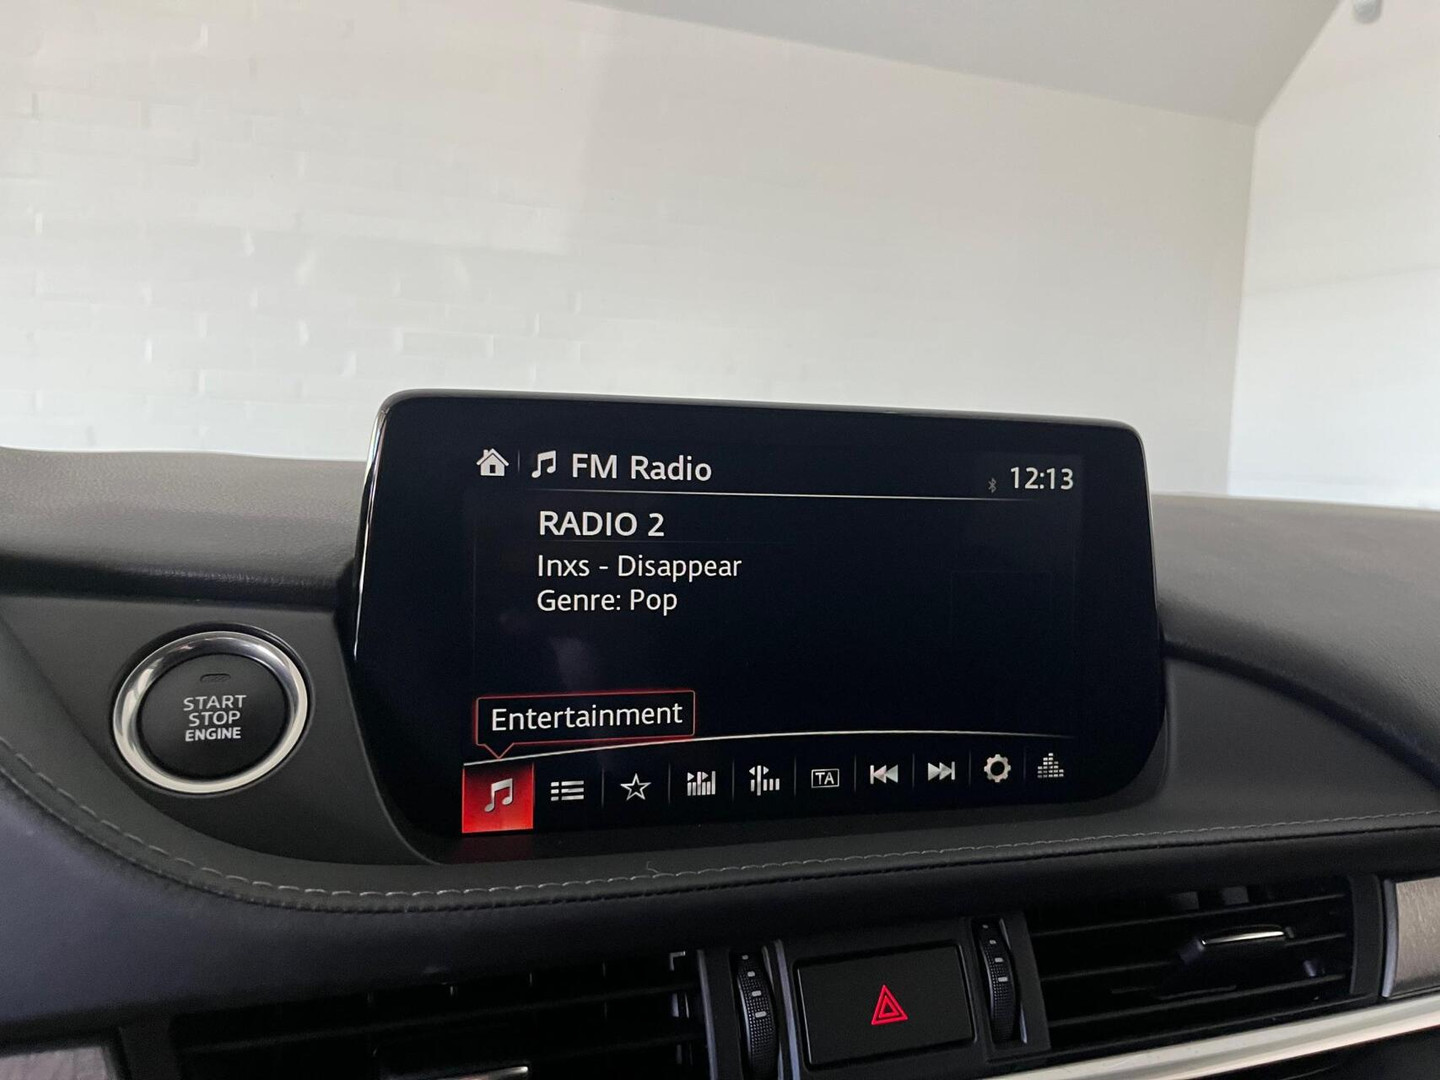 FM Radio
12:13
RADIO 2
Inxs - Disappear
Genre: Pop
Entertainment
TA
START
STOP
ENGINE